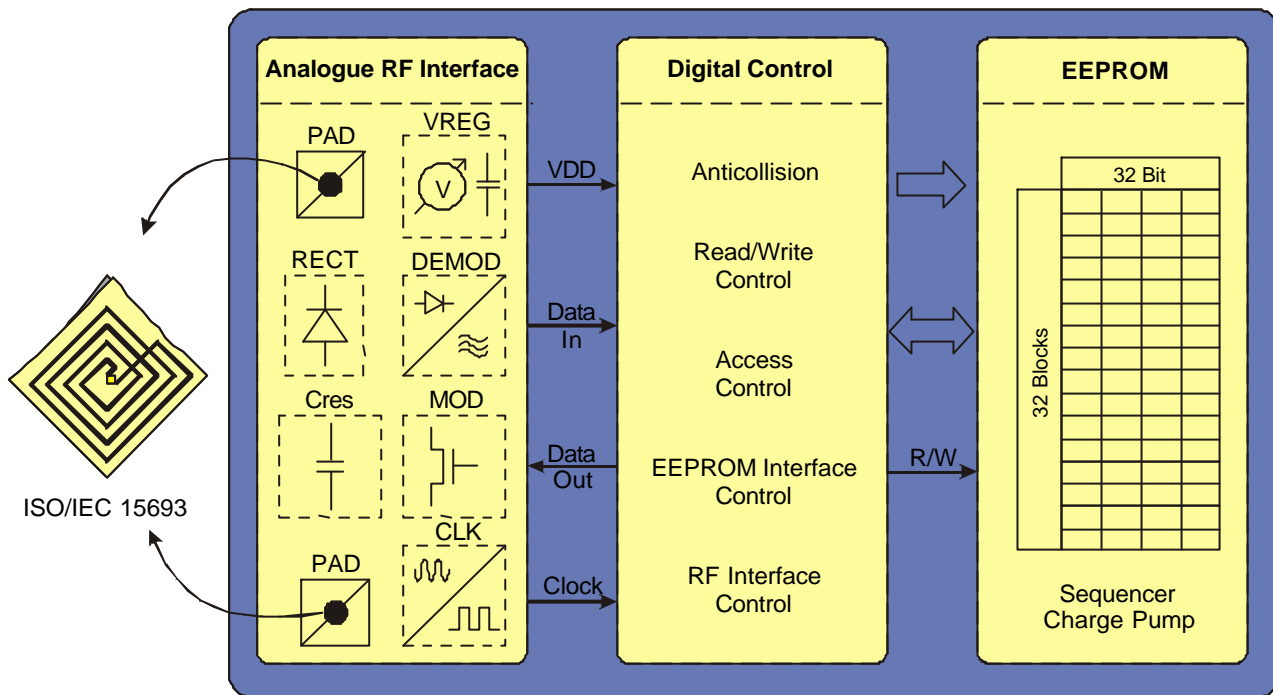 Analogue RF Interface
PAD
VREG
V
RECT
DEMOD
Cres
MOD
PAD
CLK
ISO/IEC 15693
VDD
Data
In
Data
Out
Clock
Digital Control
Anticollision
Read/Write
Control
Access
Control
EEPROM Interface
Control
RF Interface
Control
R/W
EEPROM
32 Bit
32 Blocks
Sequencer
Charge Pump